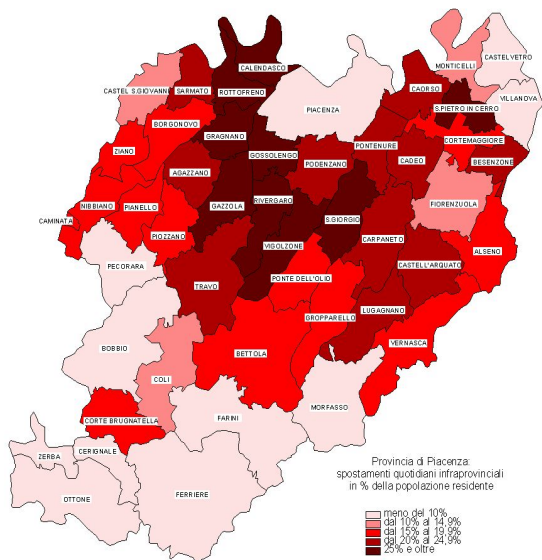 CASTELVETRO
MONTICELLI
CALENDASCO
CASTEL S.GIOVANNI
SARMATO
ROTTOFRENO
CAORSO
VILLANOVA
PIACENZA
S.PIETRO IN CERRO
BORGONOVO
GRAGNANO
CORTEMAGGIORE
PONTENURE
ZIANO
GOSSOLENGO
PODENZANO
CADEO
BESENZONE
AGAZZANO
RIVERGARO
FIORENZUOLA
NIBBIANO
PIANELLO
GAZZOLA
S.GIORGIO
CAMINATA
PIOZZANO
CARPANETO
VIGOLZONE
ALSENO
PECORARA
CASTELL'ARQUATO
PONTE DELL'OLIO
TRAVO
LUGAGNANO
GROPPARELLO
VERNASCA
BOBBIO
BETTOLA
COLI
MORFASSO
CORTE BRUGNATELLA
FARINI
CERIGNALE
ZERBA
FERRIERE
OTTONE
Provincia di Piacenza:
spostamenti quotidiani infraprovinciali
in % della popolazione residente
meno del 10%
dal 10% al 14,9%
dal 15% al 19,9%
dal 20% al 24,9%
25% e oltre